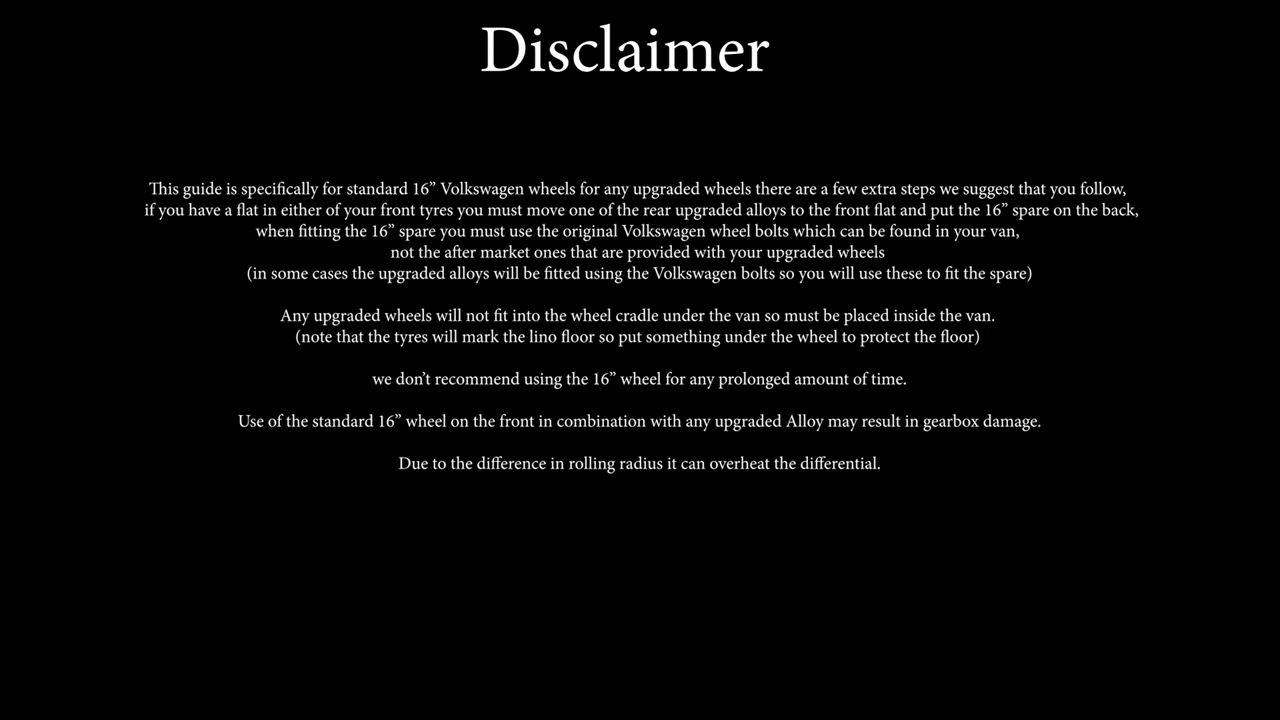 Disclaimer
This guide is specifically for standard 16” Volkswagen wheels for any upgraded wheels there are a few extra steps we suggest that you follow,
if you have a flat in either of your front tyres you must move one of the rear upgraded alloys to the front flat and put the 16” spare on the back,
when fitting the 16” spare you must use the original Volkswagen wheel bolts which can be found in your van,
not the after market ones that are provided with your upgraded wheels
(in some cases the upgraded alloys will be fitted using the Volkswagen bolts so you will use these to fit the spare)
Any upgraded wheels will not fit into the wheel cradle under the van so must be placed inside the van.
(note that the tyres will mark the lino floor so put something under the wheel to protect the floor)
we don’t recommend using the 16” wheel for any prolonged amount of time.
Use of the standard 16” wheel on the front in combination with any upgraded Alloy may result in gearbox damage.
Due to the difference in rolling radius it can overheat the differential.